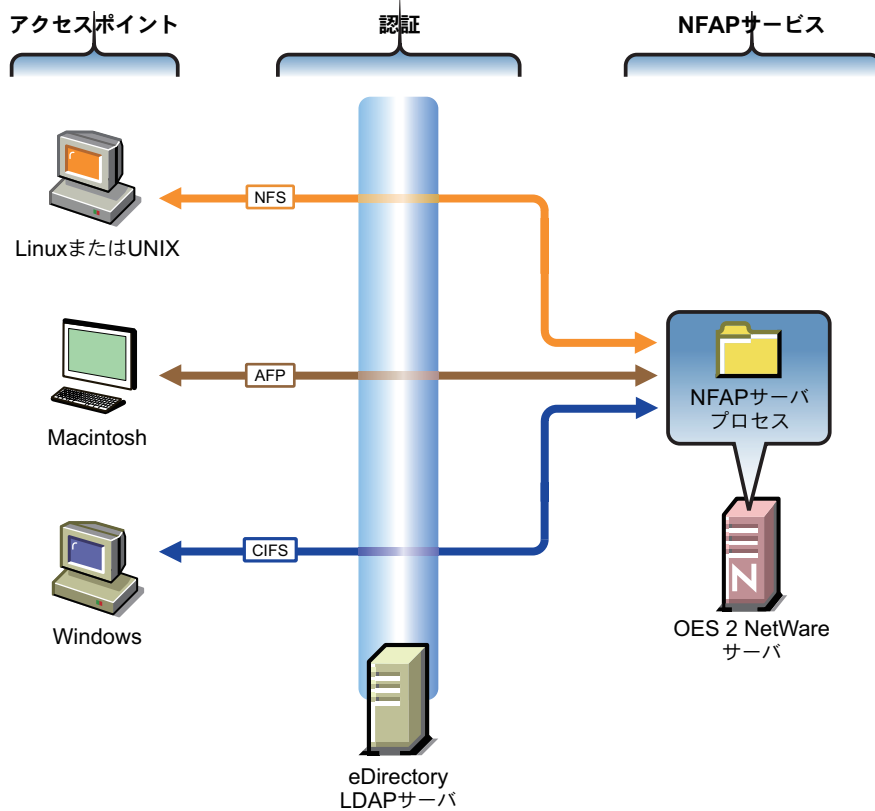 アクセスポイント
認証
NFAPサービス
NFS
LinuxまたはUNIX
AFP
Macintosh
NFAPサーバ
プロセス
CIFS
Windows
N
OES 2 NetWare
サーバ
eDirectory
LDAPサーバ